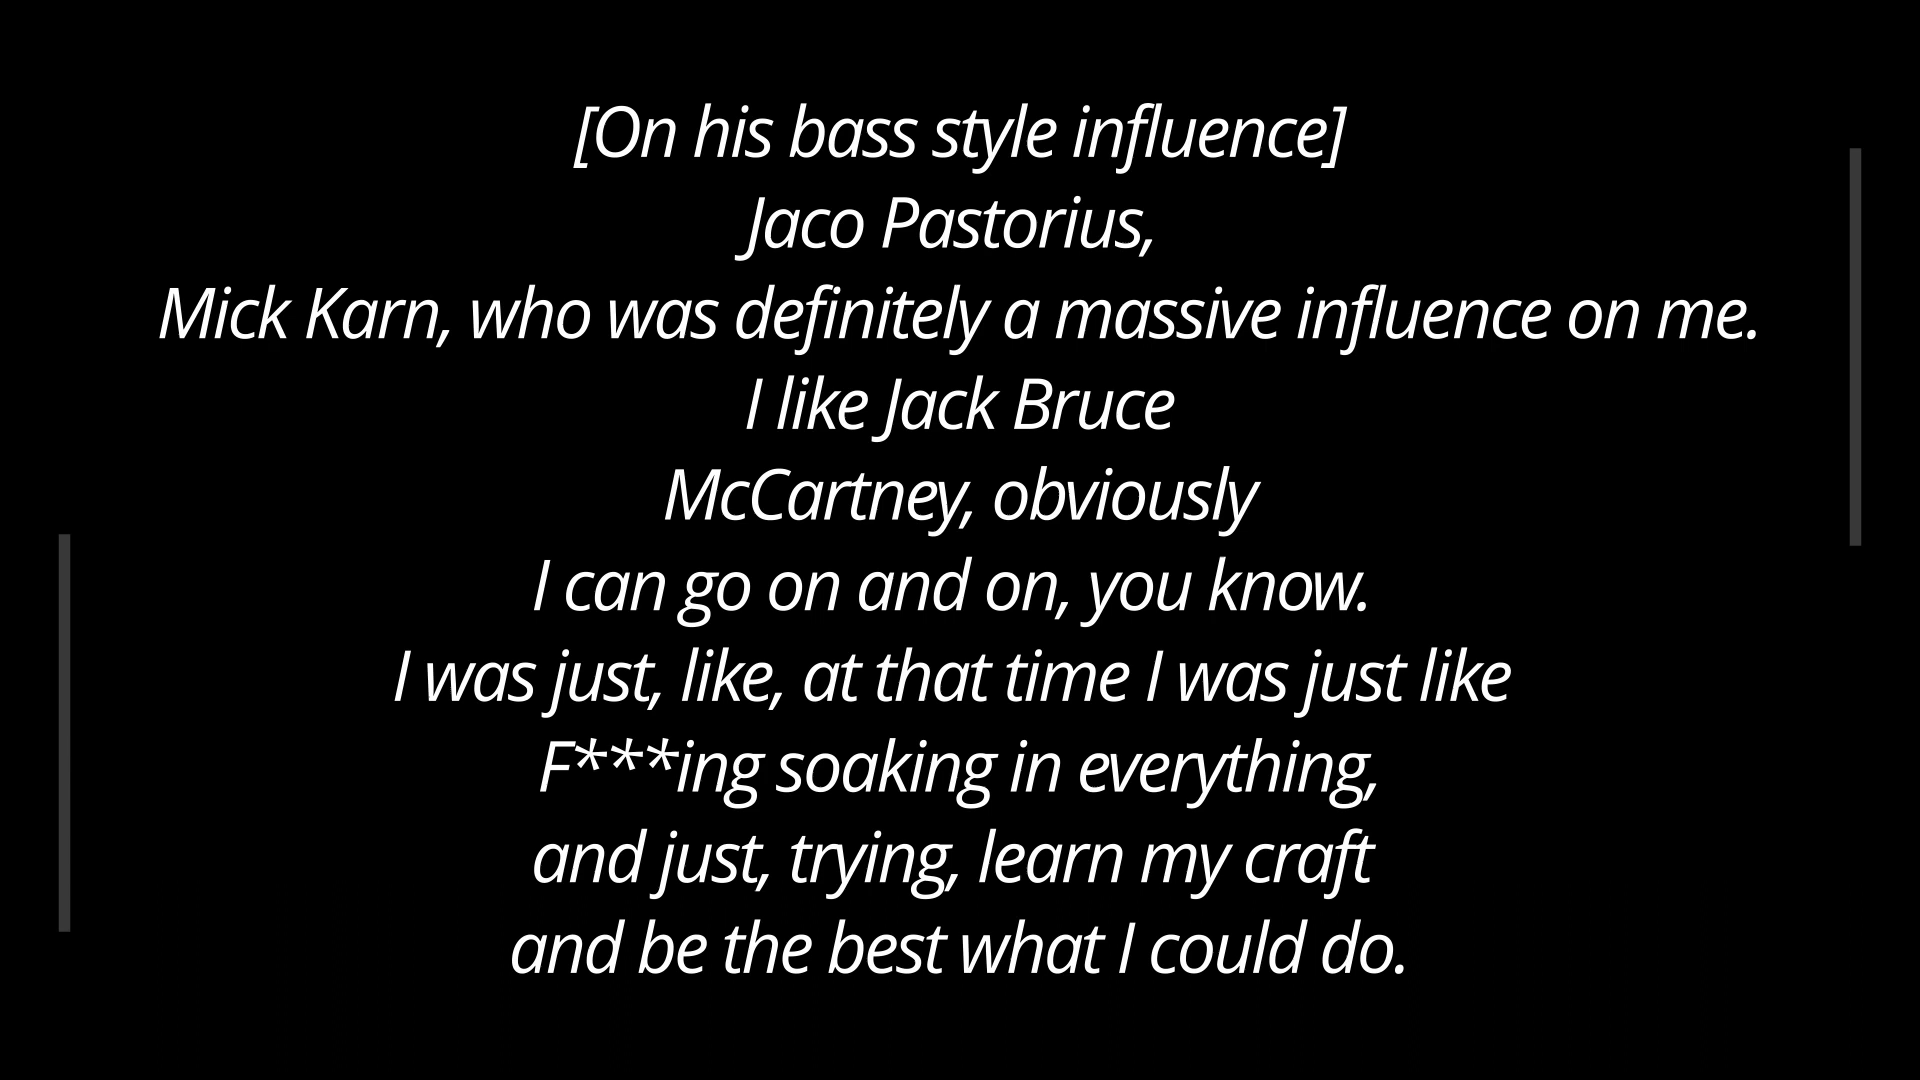 [On his bass style influence]
Jaco Pastorius,
Mick Karn, who was definitely a massive influence on me.
I like Jack Bruce
McCartney, obviously
I can go on and on, you know.
I was just, like, at that time I was just like
F***ing soaking in everything,
and just, trying, learn my craft
and be the best what I could do.